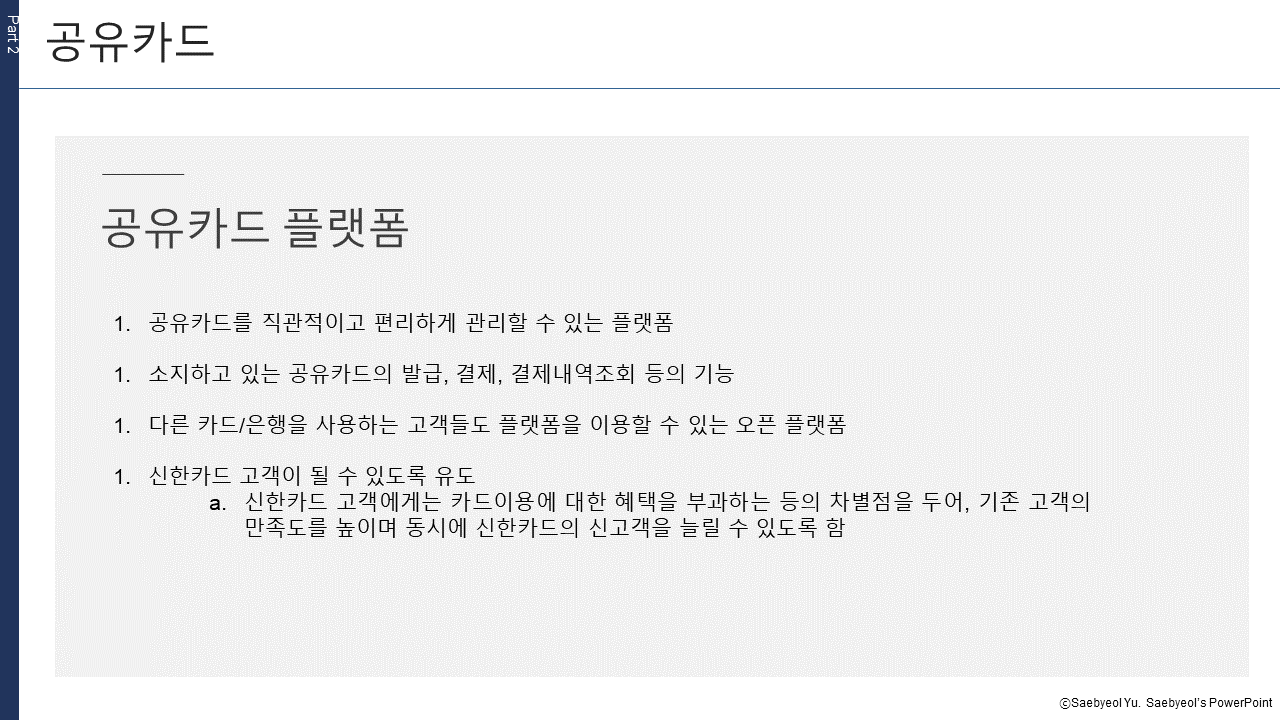 Part 2
공유카드
공유카드 플랫폼
1. 공유카드를 직관적이고 편리하게 관리할 수 있는 플랫폼
1. 소지하고 있는 공유카드의 발급, 결제, 결제내역조회 등의 기능
1. 다른 카드/은행을 사용하는 고객들도 플랫폼을 이용할 수 있는 오픈 플랫폼
1. 신한카드 고객이 될 수 있도록 유도
a. 신한카드 고객에게는 카드이용에 대한 혜택을 부과하는 등의 차별점을 두어, 기존 고객의
만족도를 높이며 동시에 신한카드의 신고객을 늘릴 수 있도록 함
ⓒSaebyeol Yu. Saebyeol's PowerPoint